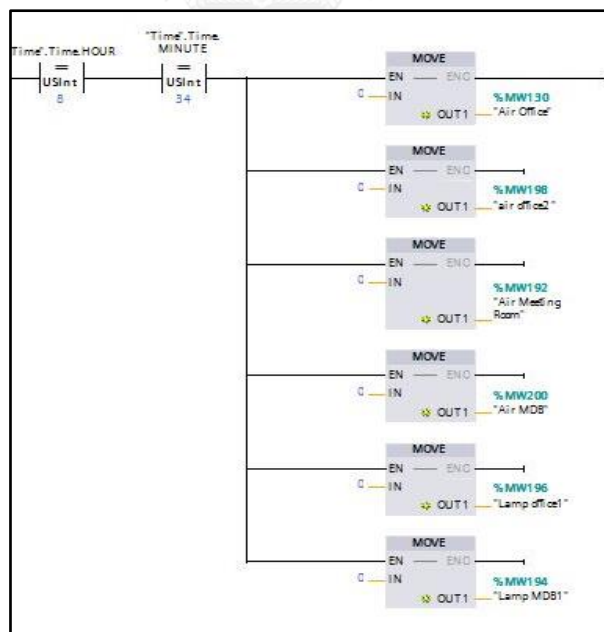 "Time".Time.
Time".Time.HOUR
MINUTE
MOVE
==
==
EN
ENO
USInt
USInt
%MW130
8
34
0
IN
"Air Office"
OUT1
MOVE
EN
ENO
0
IN
%MW198
OUT1
"air office2"
MOVE
EN
ENO
0
IN
%MW192
"Air Meeting
Room"
OUT1
MOVE
EN
ENO
0
IN
%MW200
OUT1
"Air MDB"
MOVE
EN
ENO
0
IN
%MW196
OUT1
"Lamp office1"
MOVE
EN
ENO
0
IN
%MW194
OUT1
"Lamp MDB1"